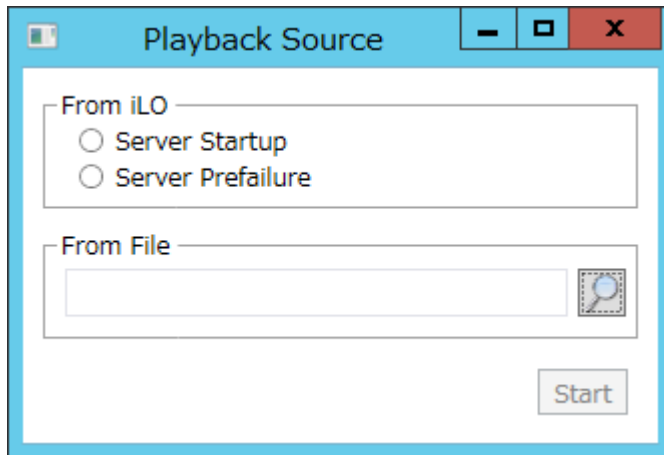 Playback Source
From iLO
Server Startup
Server Prefailure
From File
Start